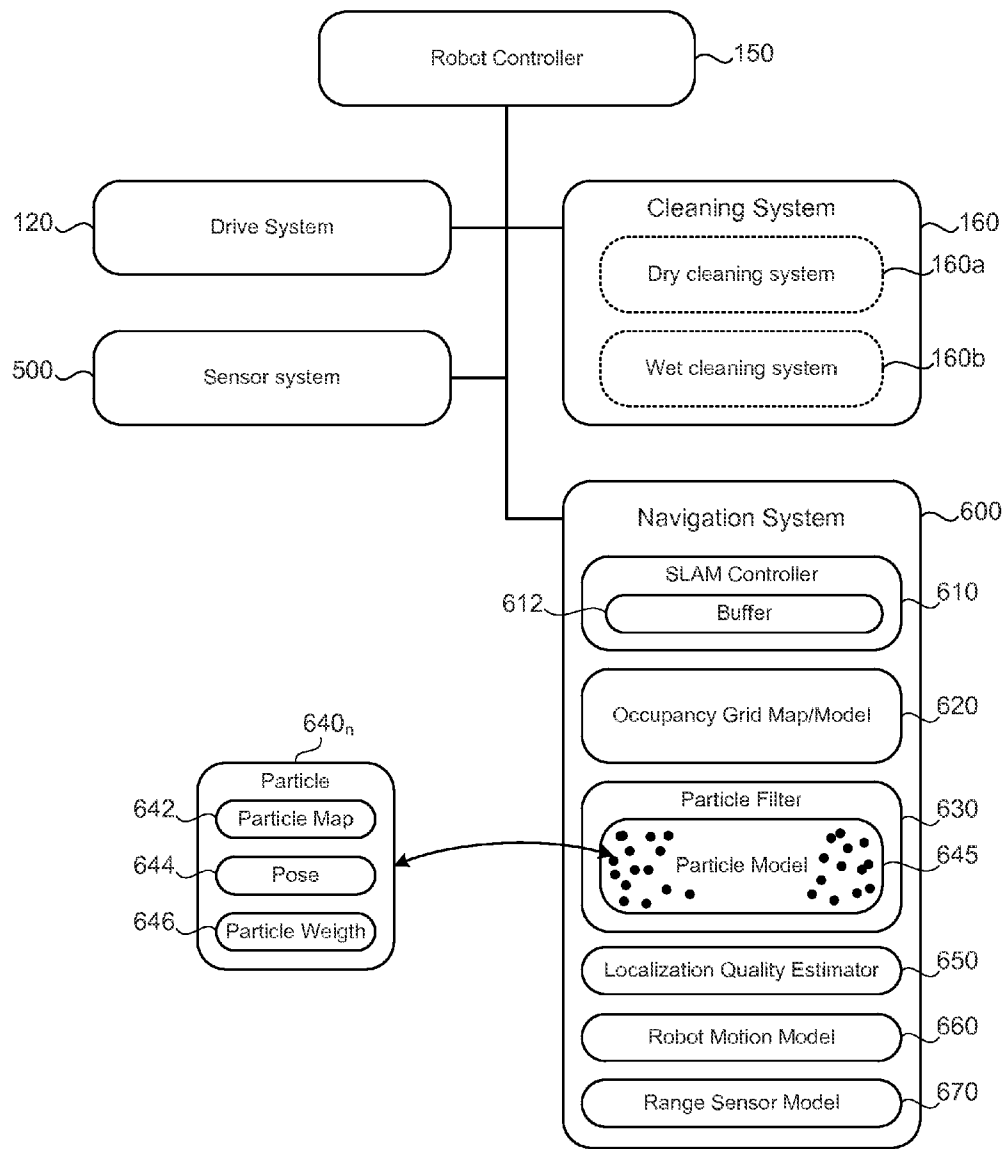 Robot Controller
150
120
Drive System
Cleaning System
160
Dry cleaning system
160a
500
Sensor system
Wet cleaning system
160b
Navigation System
600
SLAM Controller
610
612
Buffer
Occupancy Grid Map/Model
620
640n
Particle
642
Particle Map
644
Pose
646
Particle Weigth
Particle Filter
630
Particle Model
645
Localization Quality Estimator
650
Robot Motion Model
660
Range Sensor Model
670